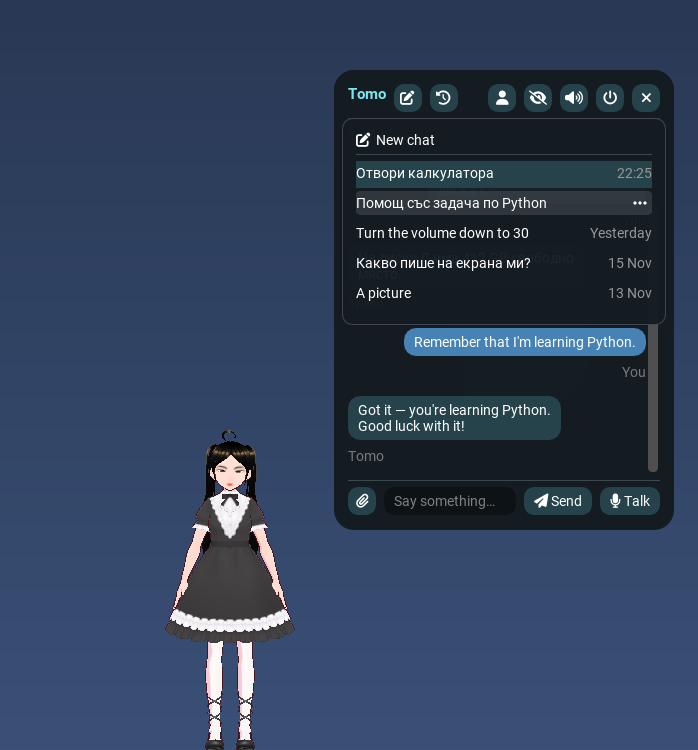 Tomo
New chat
Отвори калкулатора 22:25
Помощ със задача по Python
Turn the volume down to 30 Yesterday
Какво пише на екрана ми? 15 Nov
A picture 13 Nov
Remember that I'm learning Python.
You
Got it — you're learning Python.
Good luck with it!
Tomo
Say something...
Send
Talk